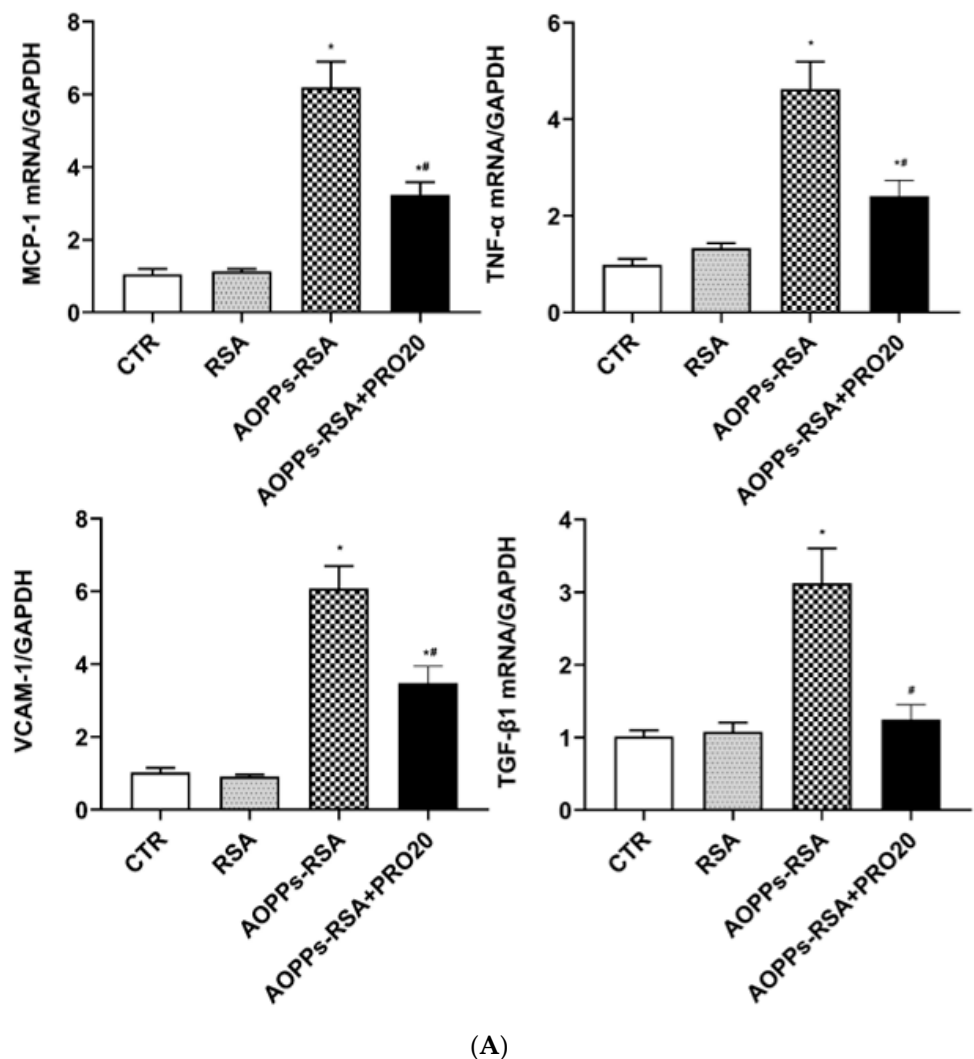 MCP-1 mRNA/GAPDH
8
6
4
2
0
*
*#
CTR
RSA
AOPPs-RSA
AOPPs-RSA+PRO20
TNF-α mRNA/GAPDH
6
4
2
0
*
*#
CTR
RSA
AOPPs-RSA
AOPPs-RSA+PRO20
VCAM-1/GAPDH
8
6
4
2
0
*
*#
CTR
RSA
AOPPs-RSA
AOPPs-RSA+PRO20
TGF-β1 mRNA/GAPDH
4
3
2
1
0
*
#
CTR
RSA
AOPPs-RSA
AOPPs-RSA+PRO20
(A)